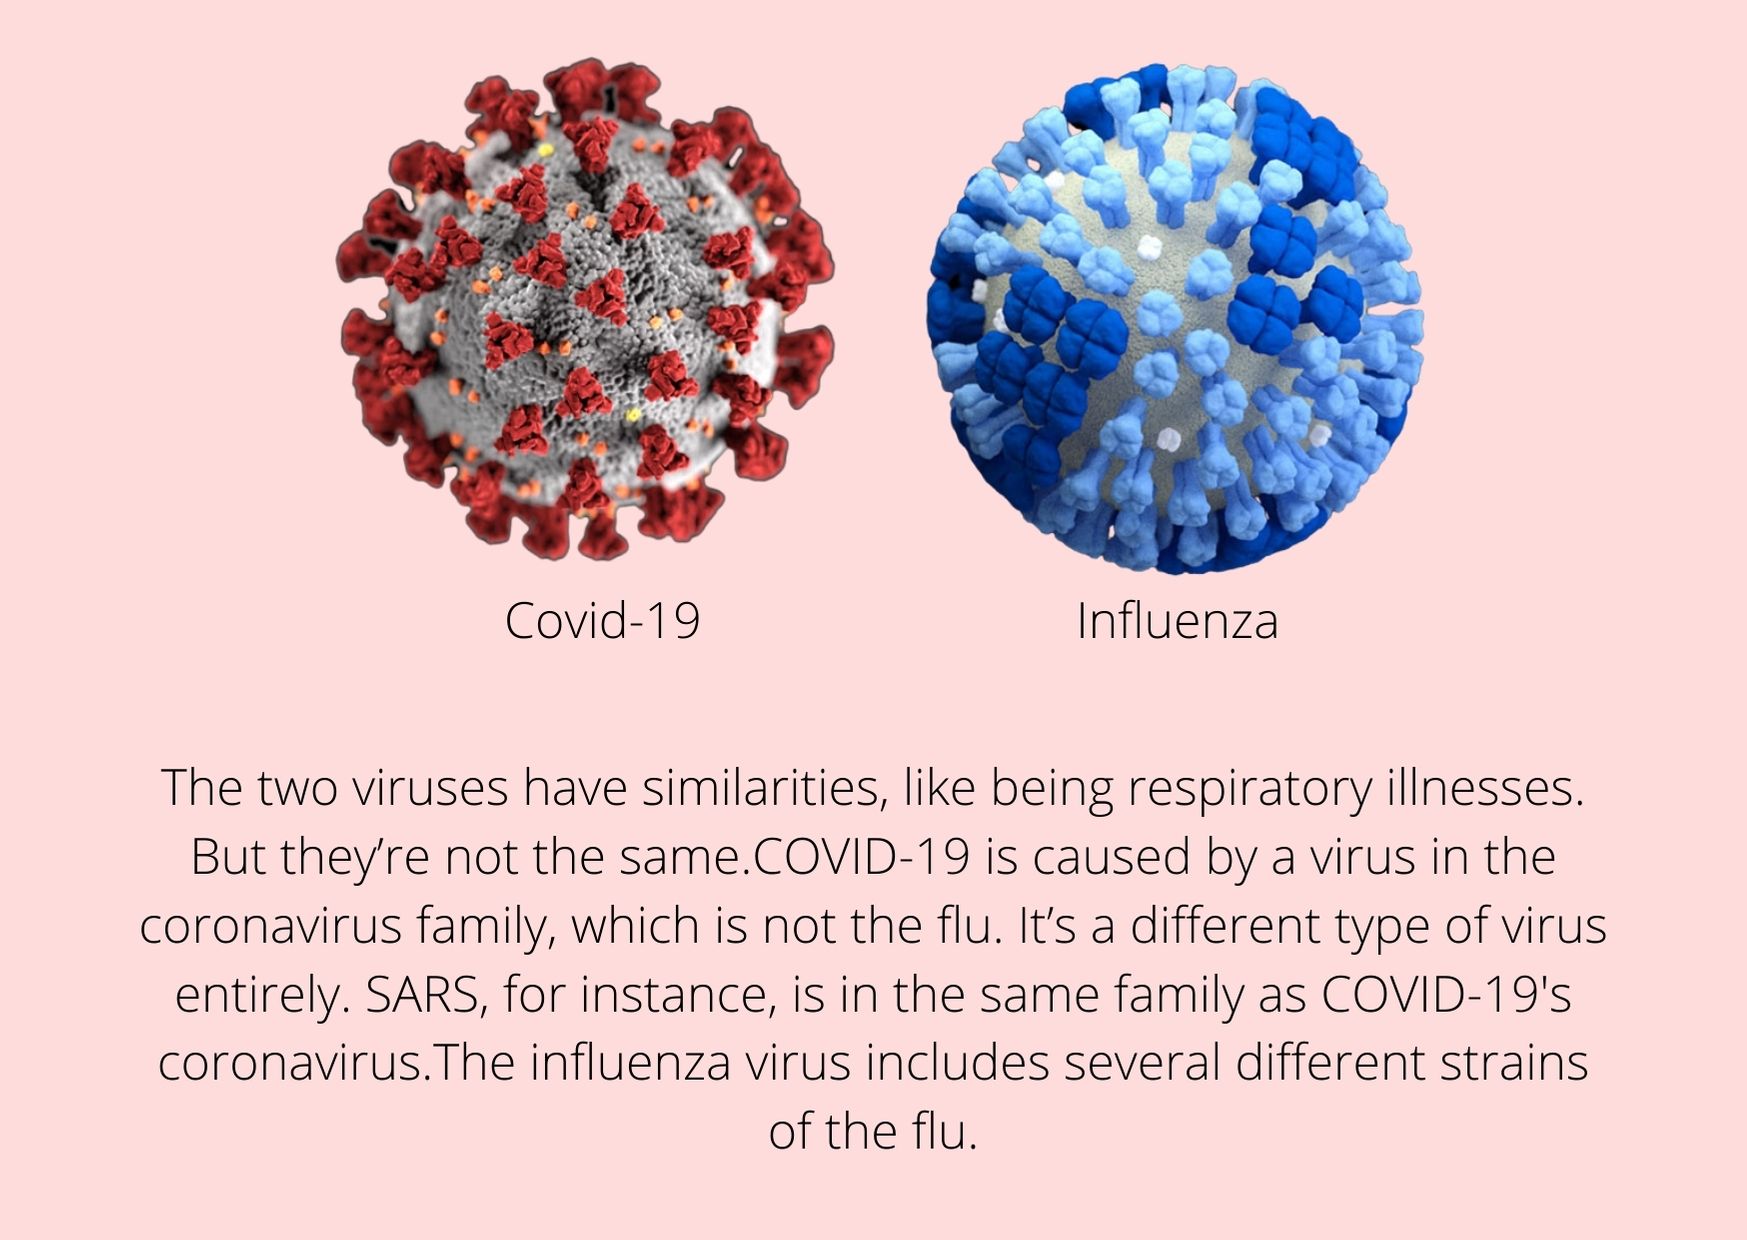 Covid-19
Influenza
The two viruses have similarities, like being respiratory illnesses.
But they’re not the same.COVID-19 is caused by a virus in the
coronavirus family, which is not the flu. It’s a different type of virus
entirely. SARS, for instance, is in the same family as COVID-19's
coronavirus.The influenza virus includes several different strains
of the flu.